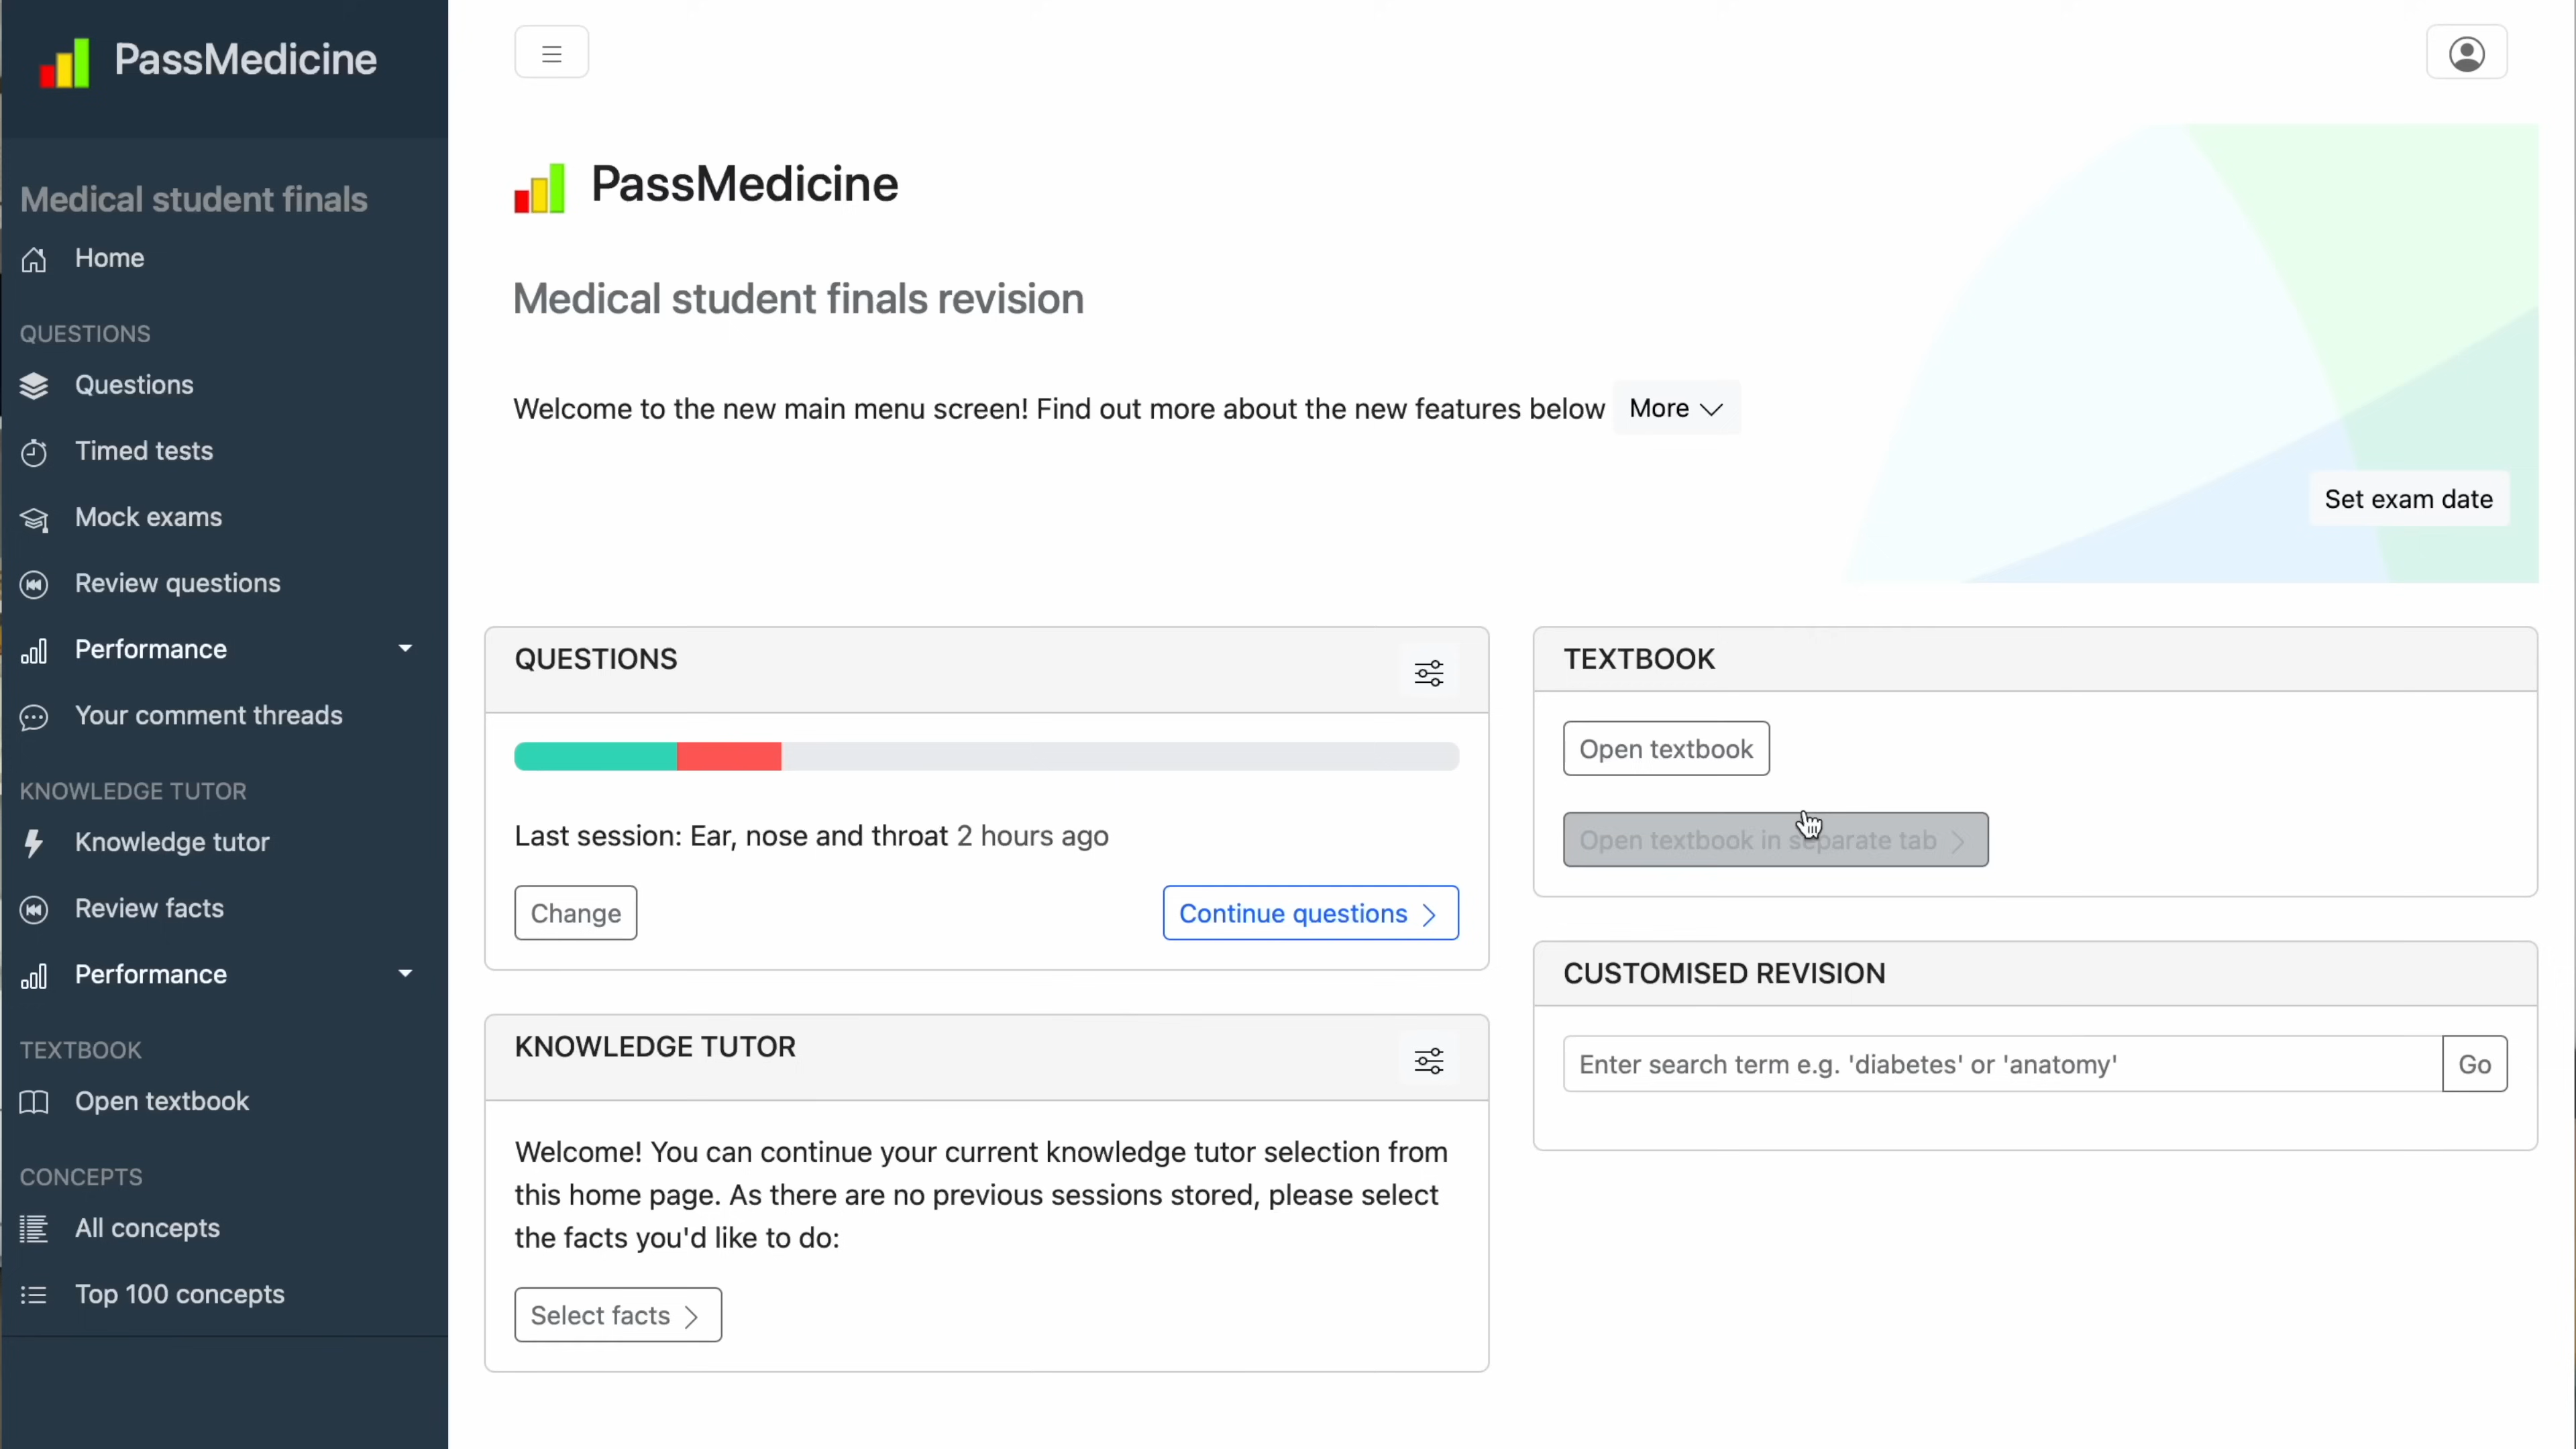 PassMedicine
Medical student finals
Home
QUESTIONS
Questions
Timed tests
Mock exams
Review questions
Performance
Your comment threads
KNOWLEDGE TUTOR
Knowledge tutor
Review facts
Performance
TEXTBOOK
Open textbook
CONCEPTS
All concepts
Top 100 concepts
PassMedicine
Medical student finals revision
Welcome to the new main menu screen! Find out more about the new features below More
Set exam date
QUESTIONS
Last session: Ear, nose and throat 2 hours ago
Change
Continue questions
KNOWLEDGE TUTOR
Welcome! You can continue your current knowledge tutor selection from
this home page. As there are no previous sessions stored, please select
the facts you'd like to do:
Select facts
TEXTBOOK
Open textbook
Open textbook in separate tab
CUSTOMISED REVISION
Enter search term e.g. 'diabetes' or 'anatomy' Go